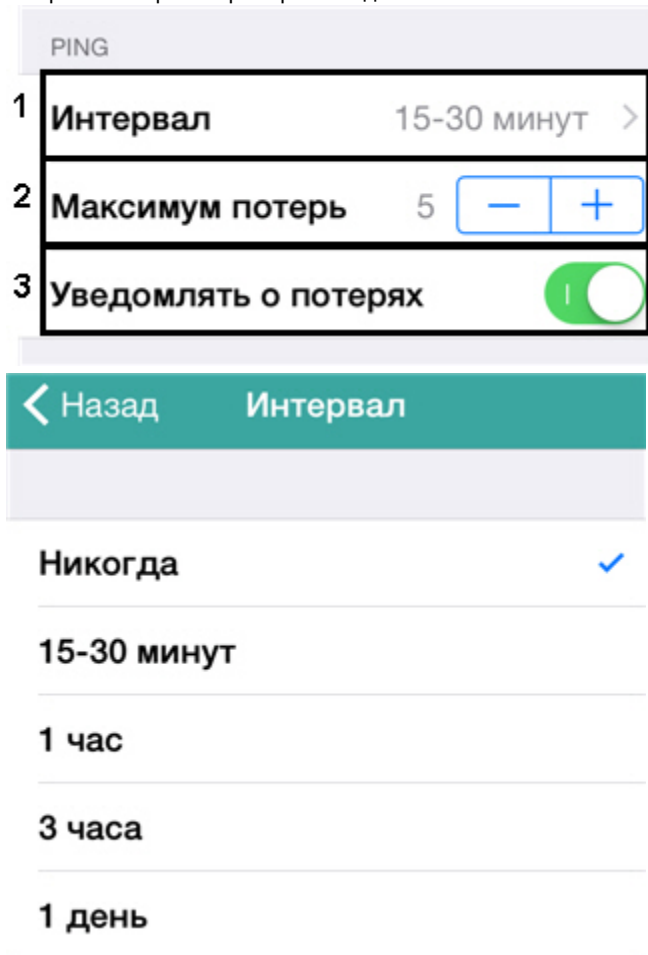 PING
1 Интервал 15-30 минут
2 Максимум потерь 5 − +
3 Уведомлять о потерях
Назад Интервал
Никогда
15-30 минут
1 час
3 часа
1 день